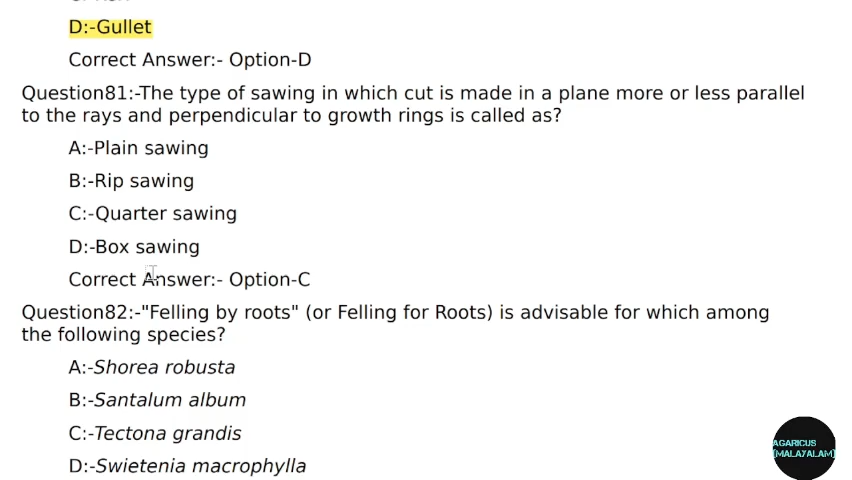 D:-Gullet
Correct Answer:- Option-D
Question81:-The type of sawing in which cut is made in a plane more or less parallel
to the rays and perpendicular to growth rings is called as?
A:-Plain sawing
B:-Rip sawing
C:-Quarter sawing
D:-Box sawing
Correct Answer:- Option-C
Question82:-"Felling by roots" (or Felling for Roots) is advisable for which among
the following species?
A:-Shorea robusta
B:-Santalum album
C:-Tectona grandis
D:-Swietenia macrophylla
AGARICUS
(MALAYALAM)